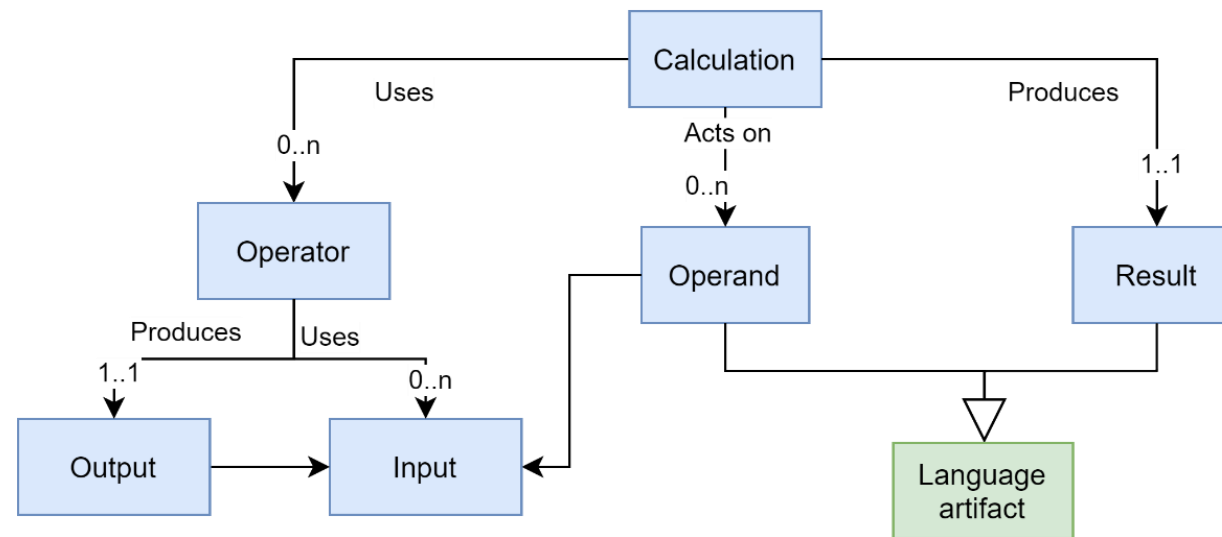 Calculation
Uses
Produces
Acts on
0..n
1..1
0..n
Operator
Operand
Result
Produces
Uses
1..1
0..n
Output
Input
Language
artifact